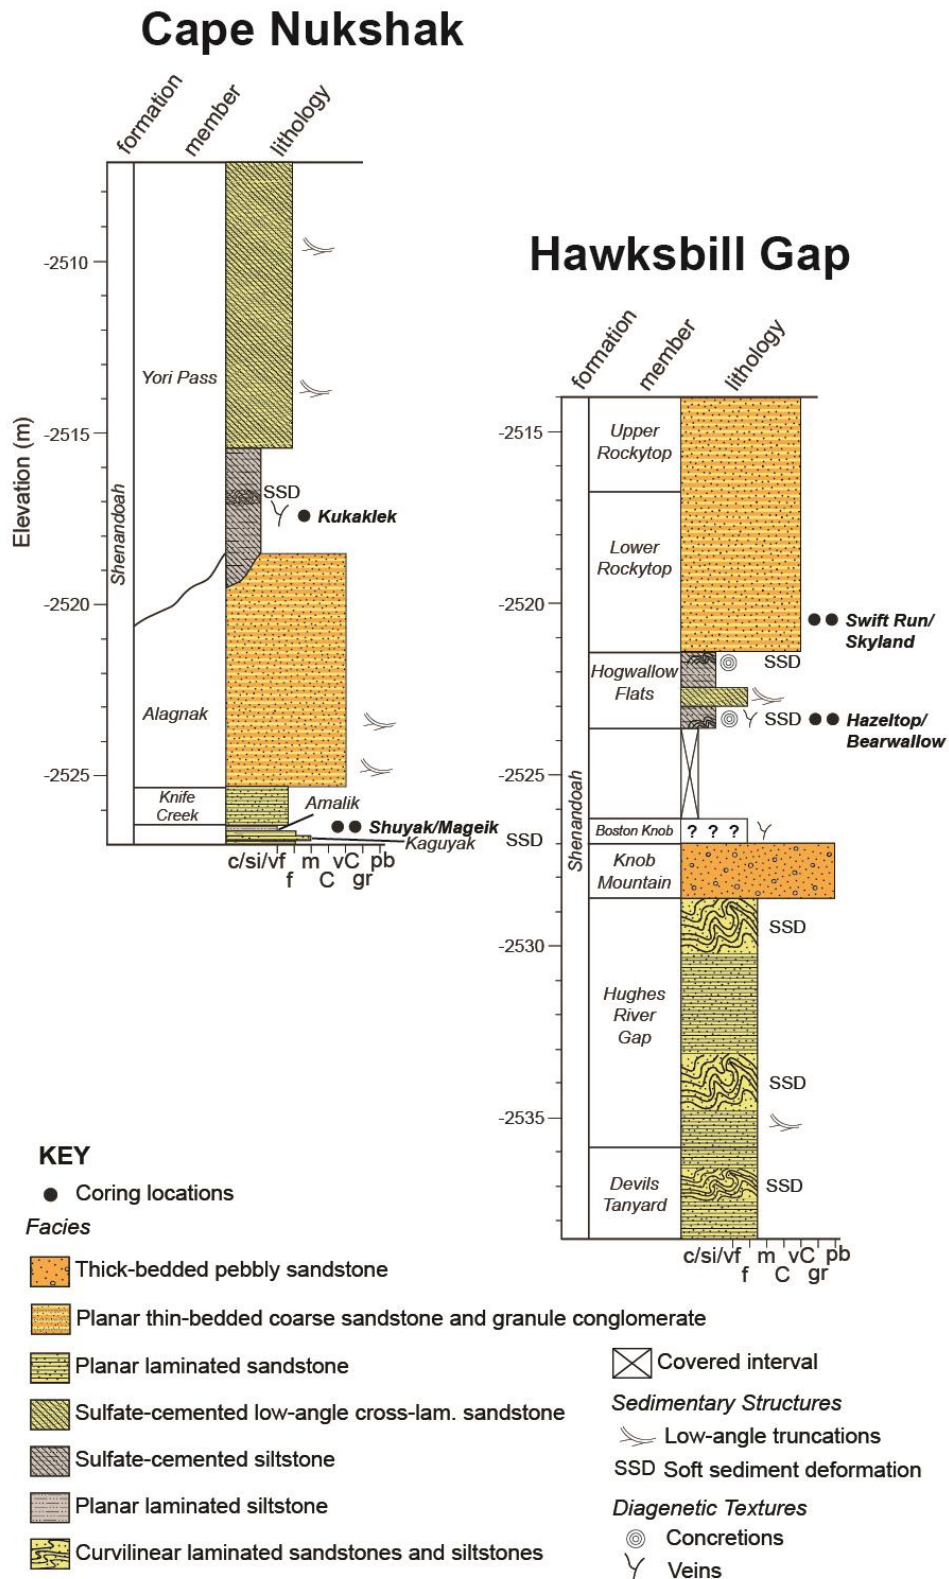 Cape Nukshak
formation
member
lithology
Elevation (m)
-2510
-2515
-2520
-2525
Shenandoah
Yori Pass
SSD
Kukaklek
Alagnak
Knife
Creek
Amalik
Shuyak/Mageik
Kaguyak
SSD
c/si/vf
f
m
C
vC
gr
pb
Hawksbill Gap
formation
member
lithology
-2515
-2520
-2525
-2530
-2535
Shenandoah
Upper
Rockytop
Lower
Rockytop
Swift Run/
Skyland
Hogwallow
Flats
SSD
SSD
Hazeltop/
Bearwallow
Boston Knob
? ? ?
Knob
Mountain
Hughes
River
Gap
SSD
SSD
Devils
Tanyard
SSD
c/si/vf
f
m
C
vC
gr
pb
KEY
Coring locations
Facies
Thick-bedded pebbly sandstone
Planar thin-bedded coarse sandstone and granule conglomerate
Planar laminated sandstone
Sulfate-cemented low-angle cross-lam. sandstone
Sulfate-cemented siltstone
Planar laminated siltstone
Curvilinear laminated sandstones and siltstones
Covered interval
Sedimentary Structures
Low-angle truncations
SSD Soft sediment deformation
Diagenetic Textures
Concretions
Veins